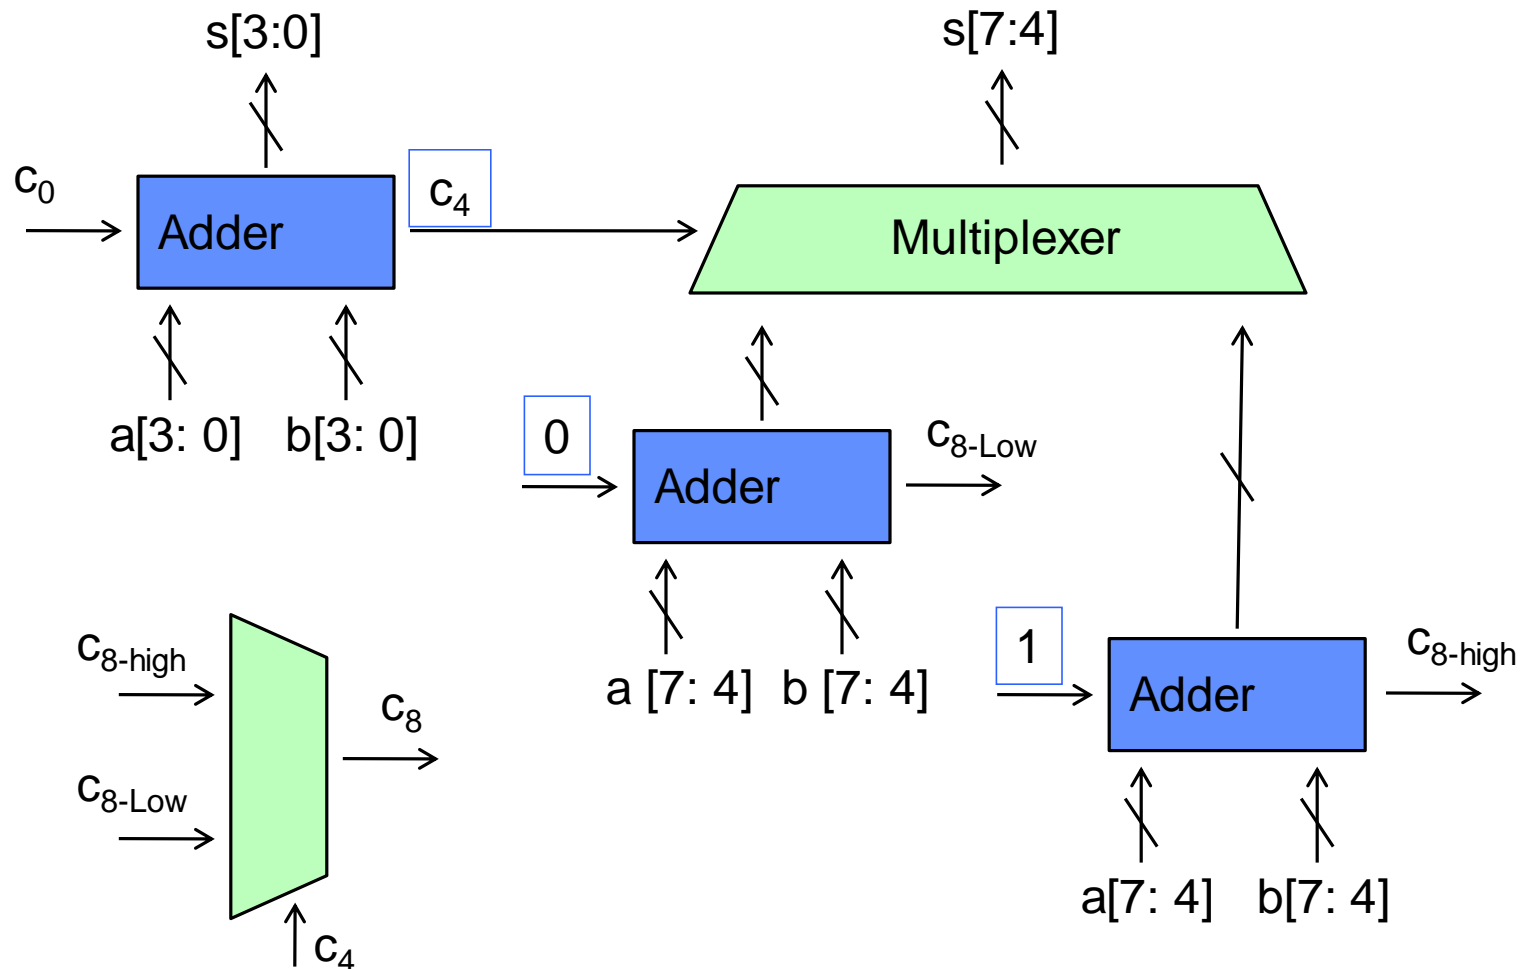 s[3:0]
s[7:4]
c₀
Adder
c₄
Multiplexer
a[3: 0]
b[3: 0]
0
Adder
c₈₋Low
a [7: 4]
b [7: 4]
c₈₋high
c₈
c₈₋Low
c₄
1
Adder
c₈₋high
a[7: 4]
b[7: 4]